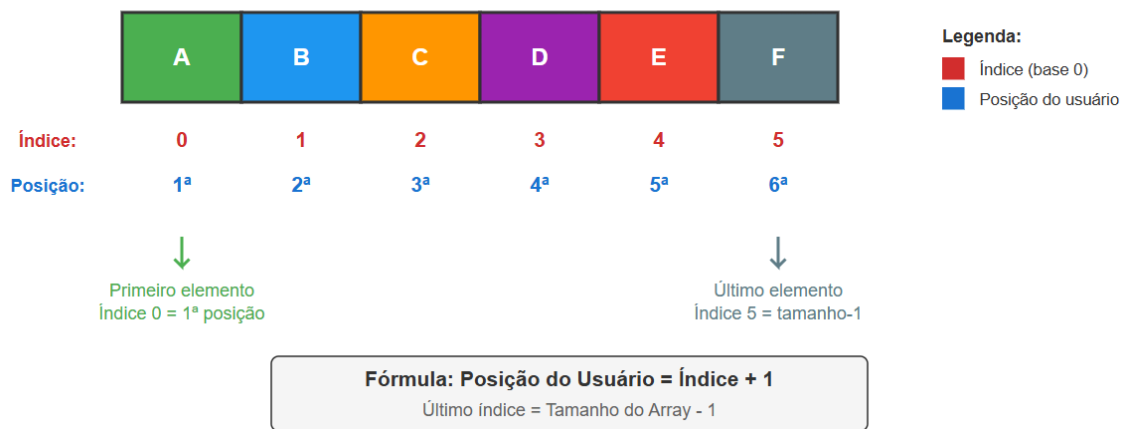 A B C D E F
Legenda:
Índice (base 0)
Posição do usuário
Índice: 0 1 2 3 4 5
Posição: 1ª 2ª 3ª 4ª 5ª 6ª
Primeiro elemento
Índice 0 = 1ª posição
Último elemento
Índice 5 = tamanho-1
Fórmula: Posição do Usuário = Índice + 1
Último índice = Tamanho do Array - 1